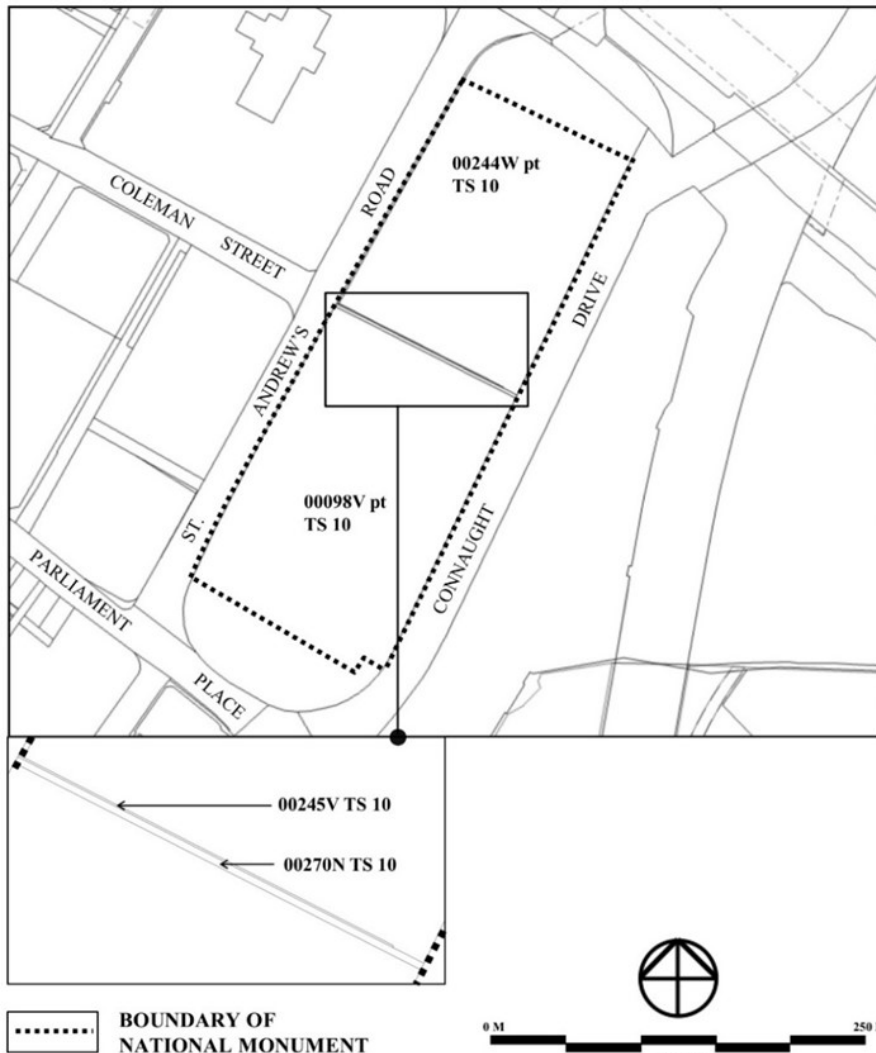 00244W pt
TS 10
COLEMAN STREET
ST. ANDREW'S ROAD
CONNAUGHT DRIVE
00098V pt
TS 10
PARLIAMENT PLACE
00245V TS 10
00270N TS 10
BOUNDARY OF
NATIONAL MONUMENT
0 M
250